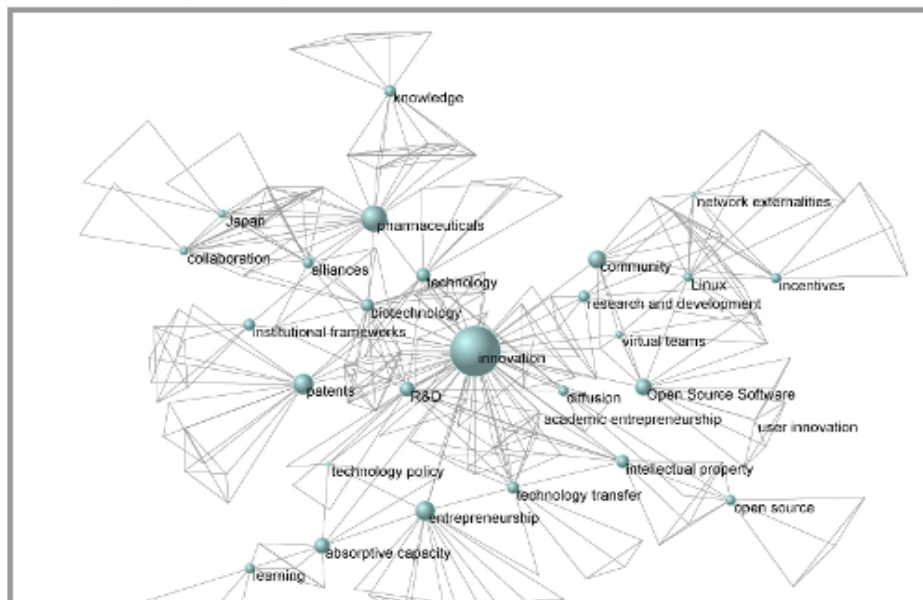 knowledge
network externalities
Japan
pharmaceuticals
collaboration
alliances
community
technology
Linux
incentives
biotechnology
research and development
institutional frameworks
virtual teams
innovation
patents
R&D
diffusion
Open Source Software
academic entrepreneurship
user innovation
technology policy
intellectual property
technology transfer
open source
entrepreneurship
absorptive capacity
learning